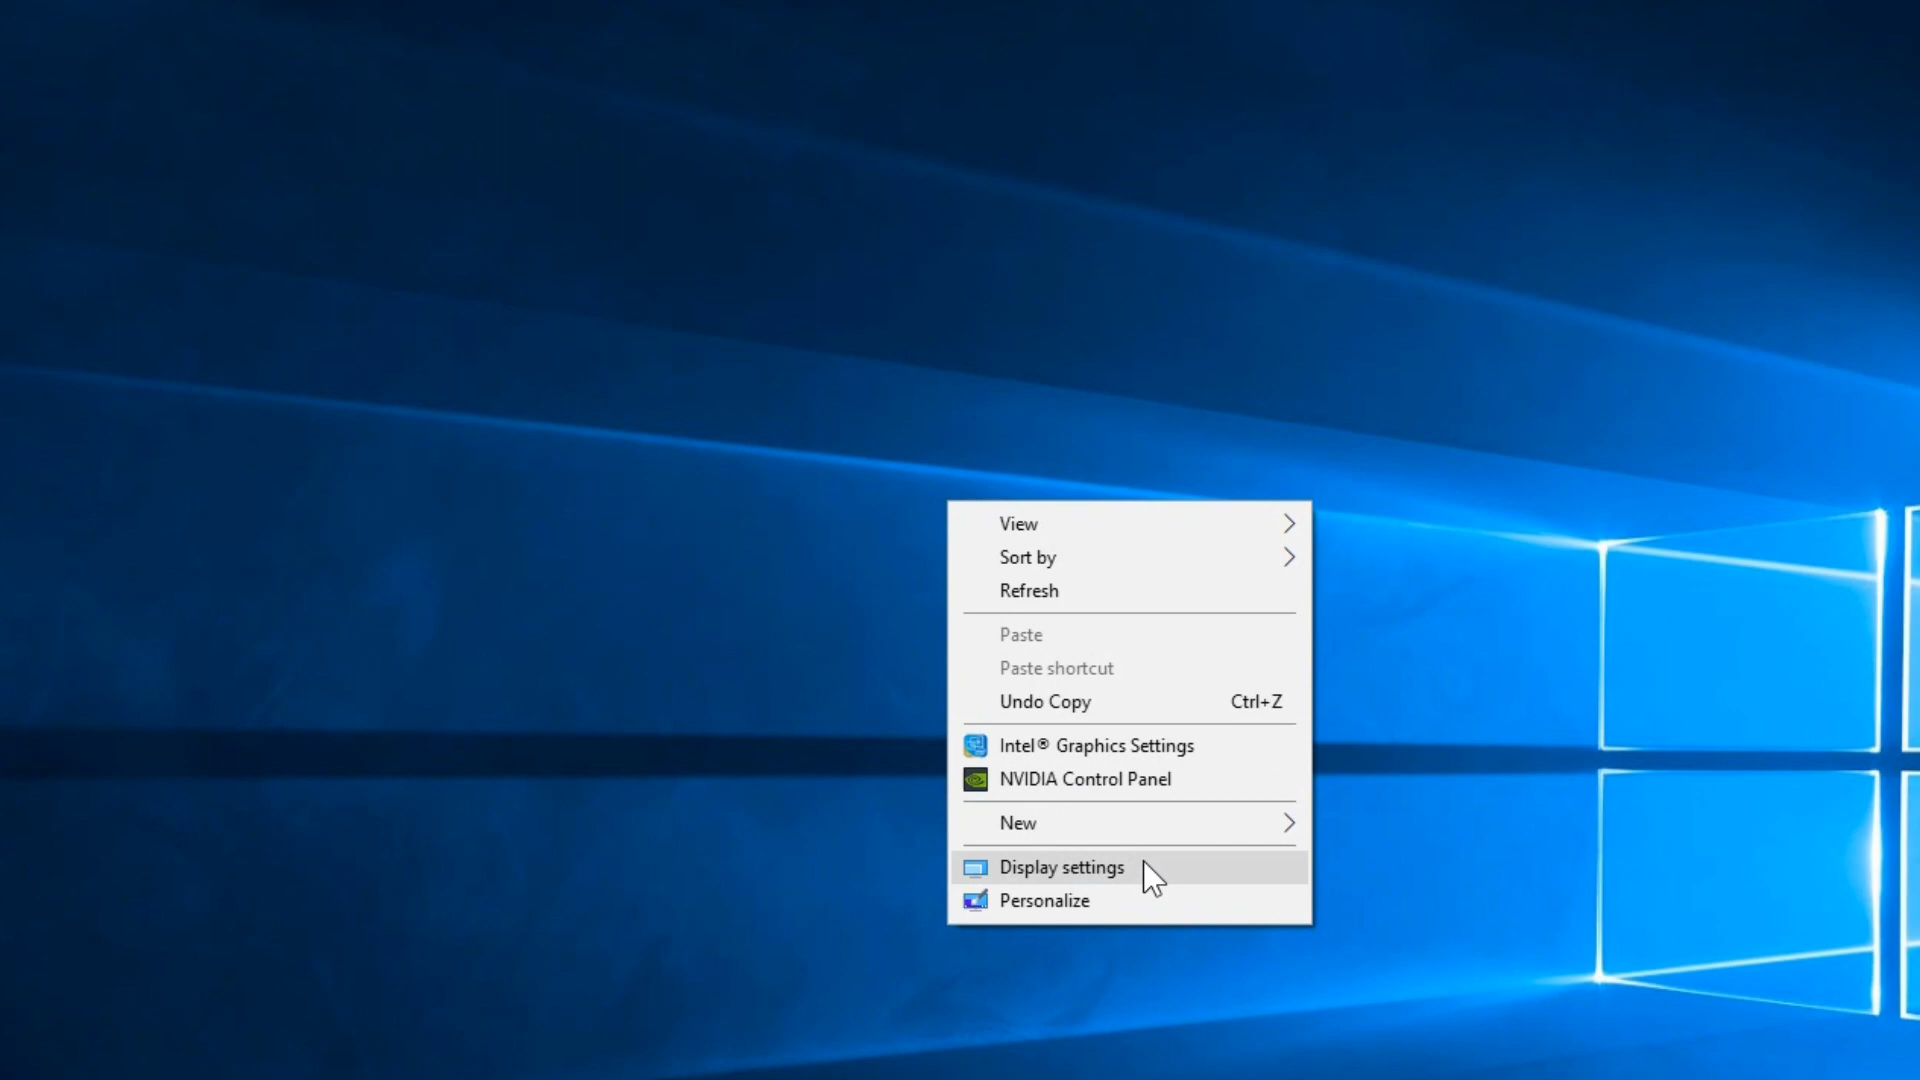 View
Sort by
Refresh
Paste
Paste shortcut
Undo Copy Ctrl+Z
Intel® Graphics Settings
NVIDIA Control Panel
New
Display settings
Personalize